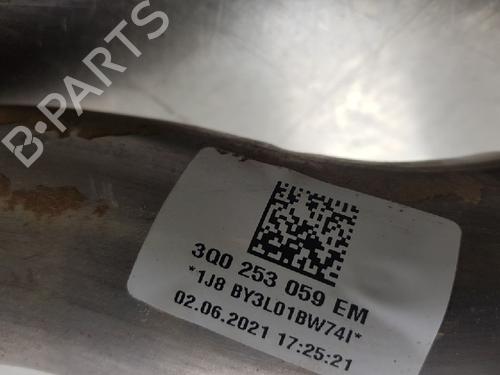 B-PARTS
3Q0 253 059 EM
*1J8 BY3L01BW74I*
02.06.2021 17:25:21